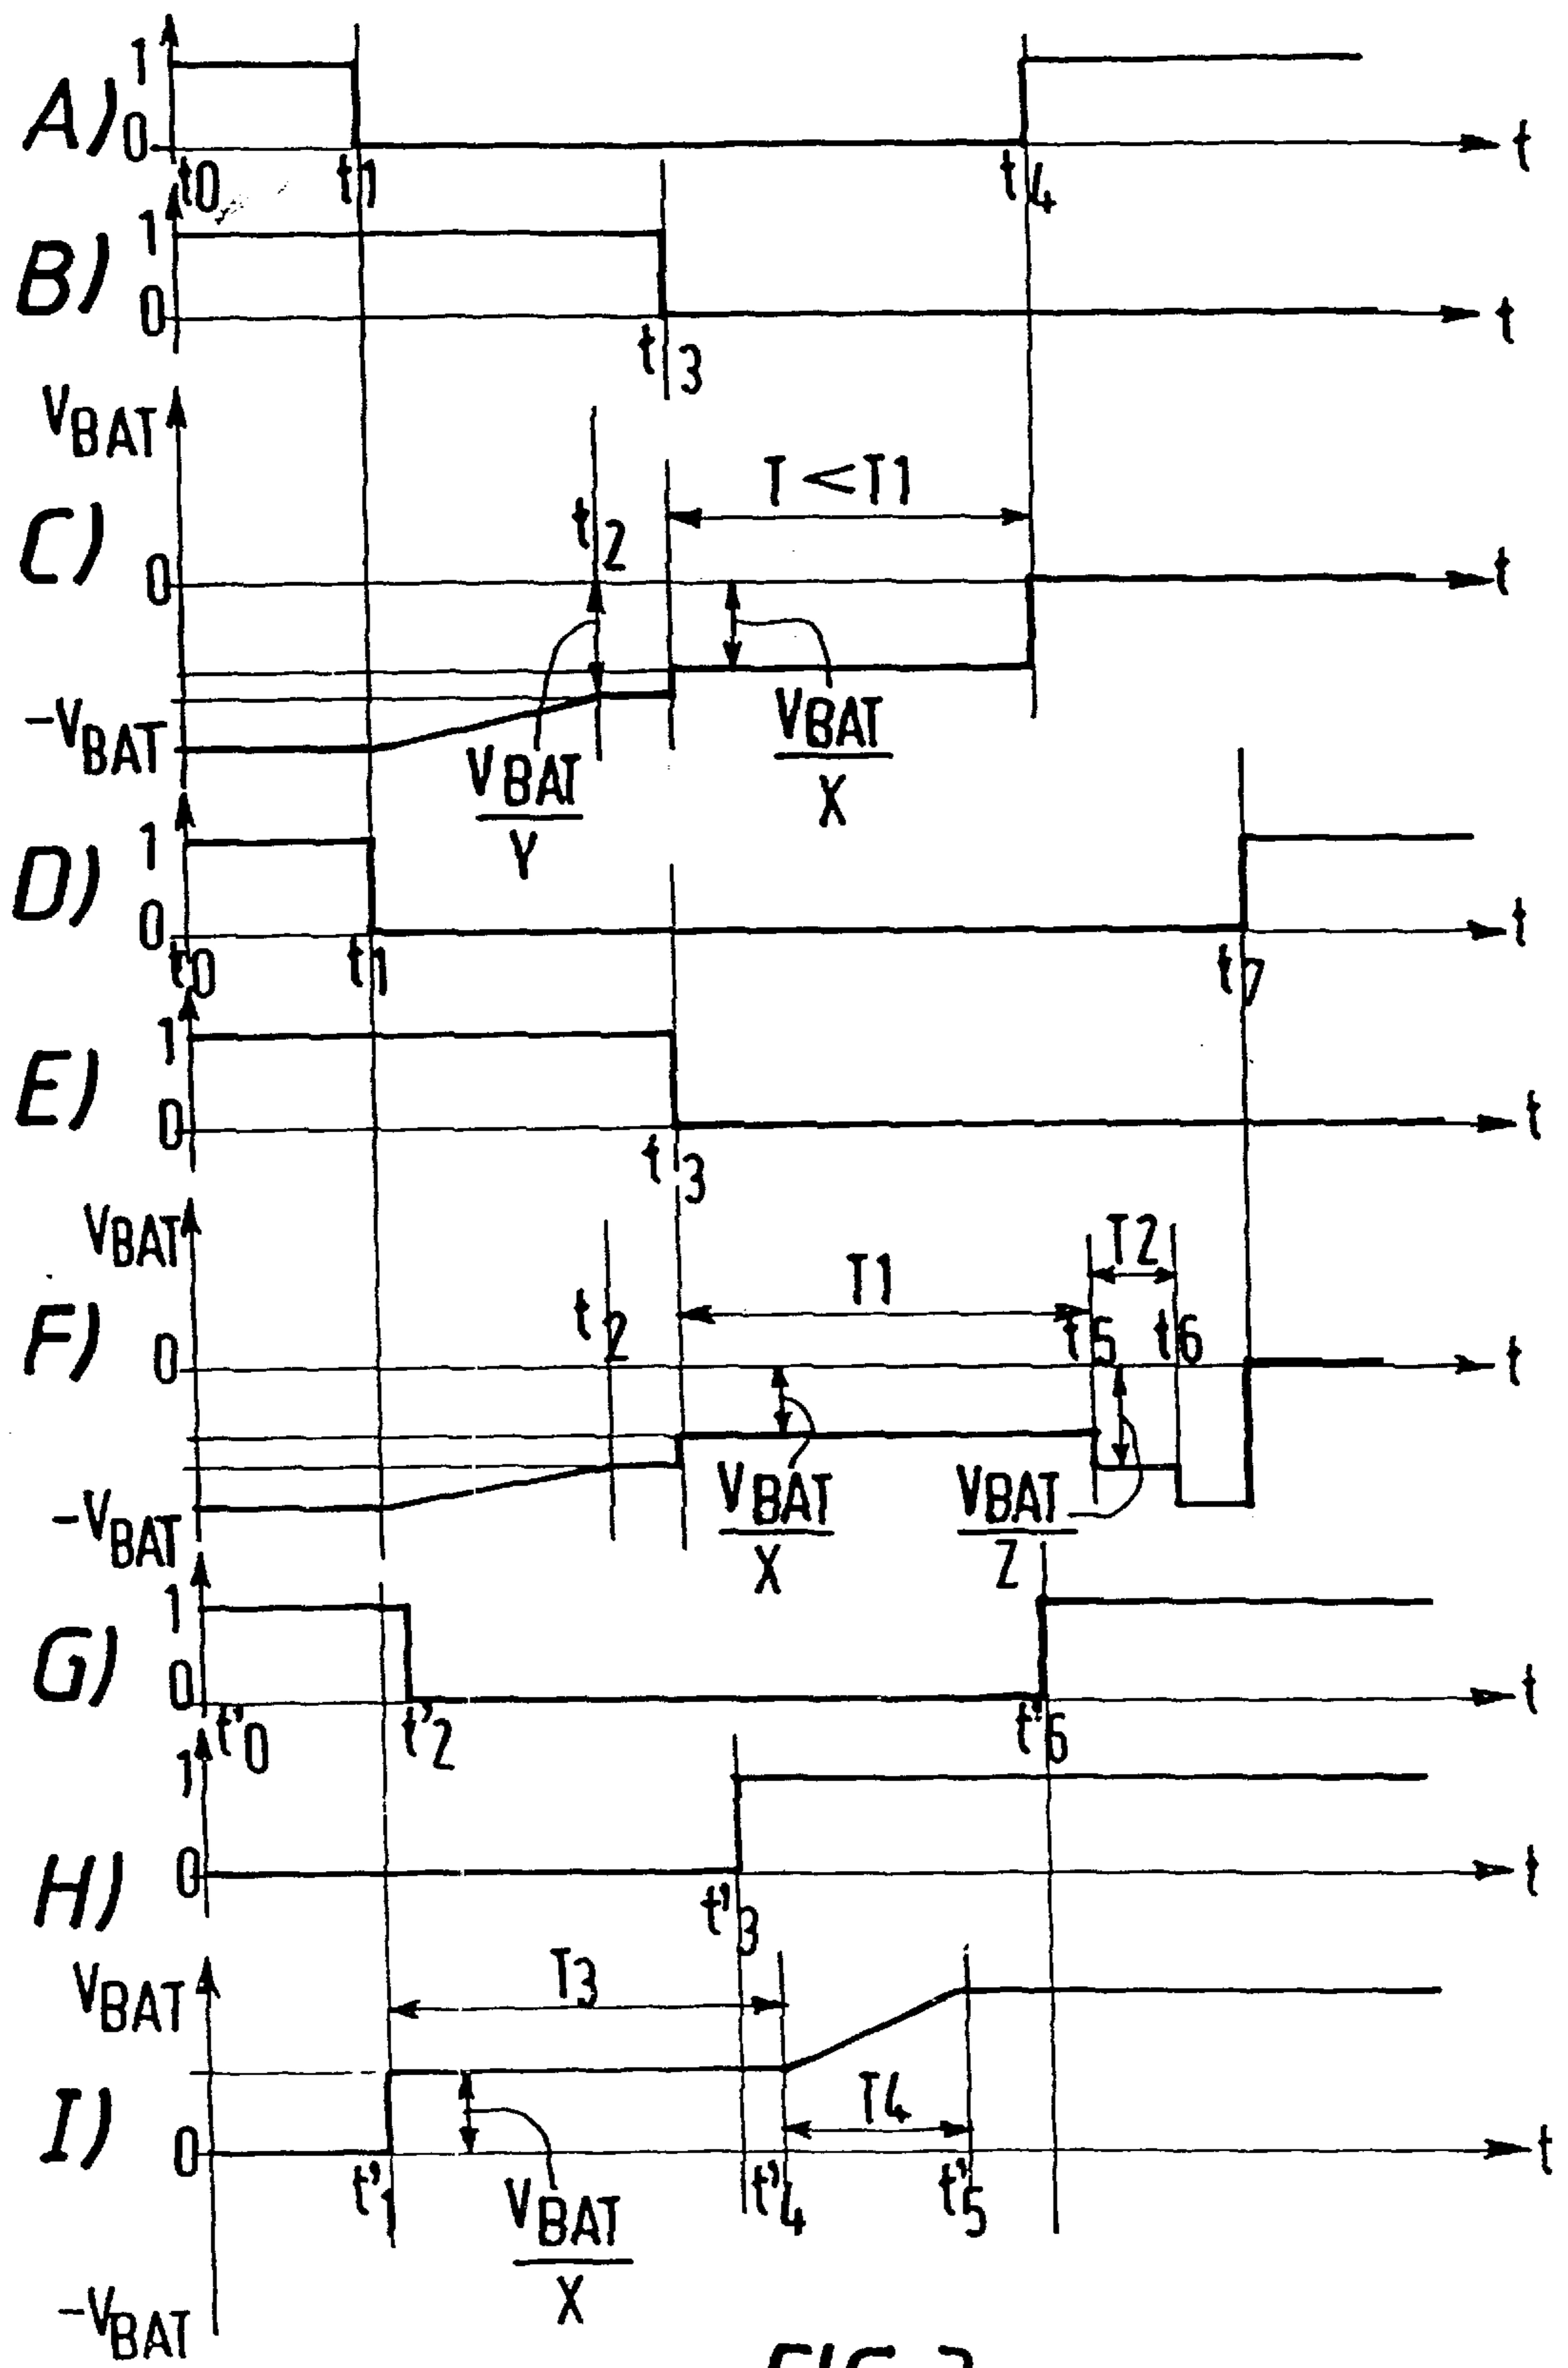 1
A) 0 t
t0 t1 t4
1
B)
0 t
t3
VBAT
T < T1
t2
C)
0 t
-VBAT
VBAT
Y
VBAT
X
1
D)
0 t
t0 t1 t7
1
E)
0 t
t3
VBAT
T2
T1
t2 t5 t6
F)
0 t
-VBAT
VBAT
X
VBAT
Z
1
G)
0 t
t'0 t'2 t'6
1
H)
0 t
t'3
VBAT
T3
T4
I)
0 t
t'1 t'4 t'5
VBAT
X
-VBAT